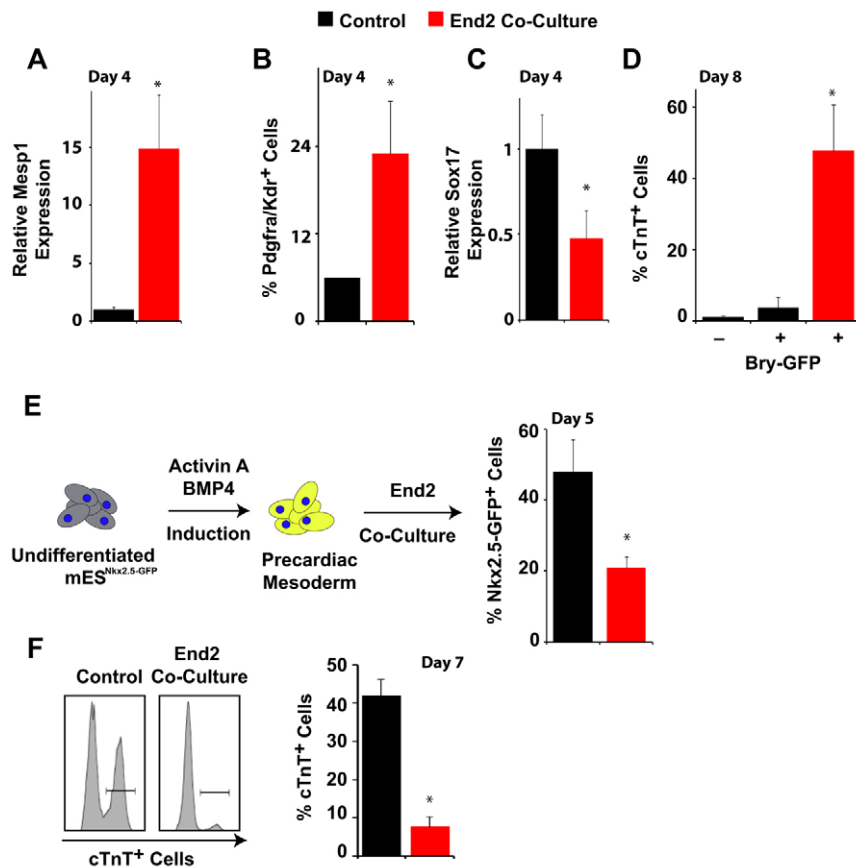 Control End2 Co-Culture
A
Day 4
*
Relative Mesp1
Expression
15
10
5
2
0
B
Day 4
*
% Pdgfra/Kdr+ Cells
24
12
6
0
C
Day 4
*
Relative Sox17
Expression
1
0.5
0
D
Day 8
*
% cTnT+ Cells
60
40
20
0
– + +
Bry-GFP
E
Activin A
BMP4
Induction
End2
Co-Culture
Undifferentiated
mES^Nkx2.5-GFP
Precardiac
Mesoderm
Day 5
*
% Nkx2.5-GFP+ Cells
60
40
20
0
F
Control
End2
Co-Culture
cTnT+ Cells
Day 7
*
% cTnT+ Cells
50
40
30
20
10
0